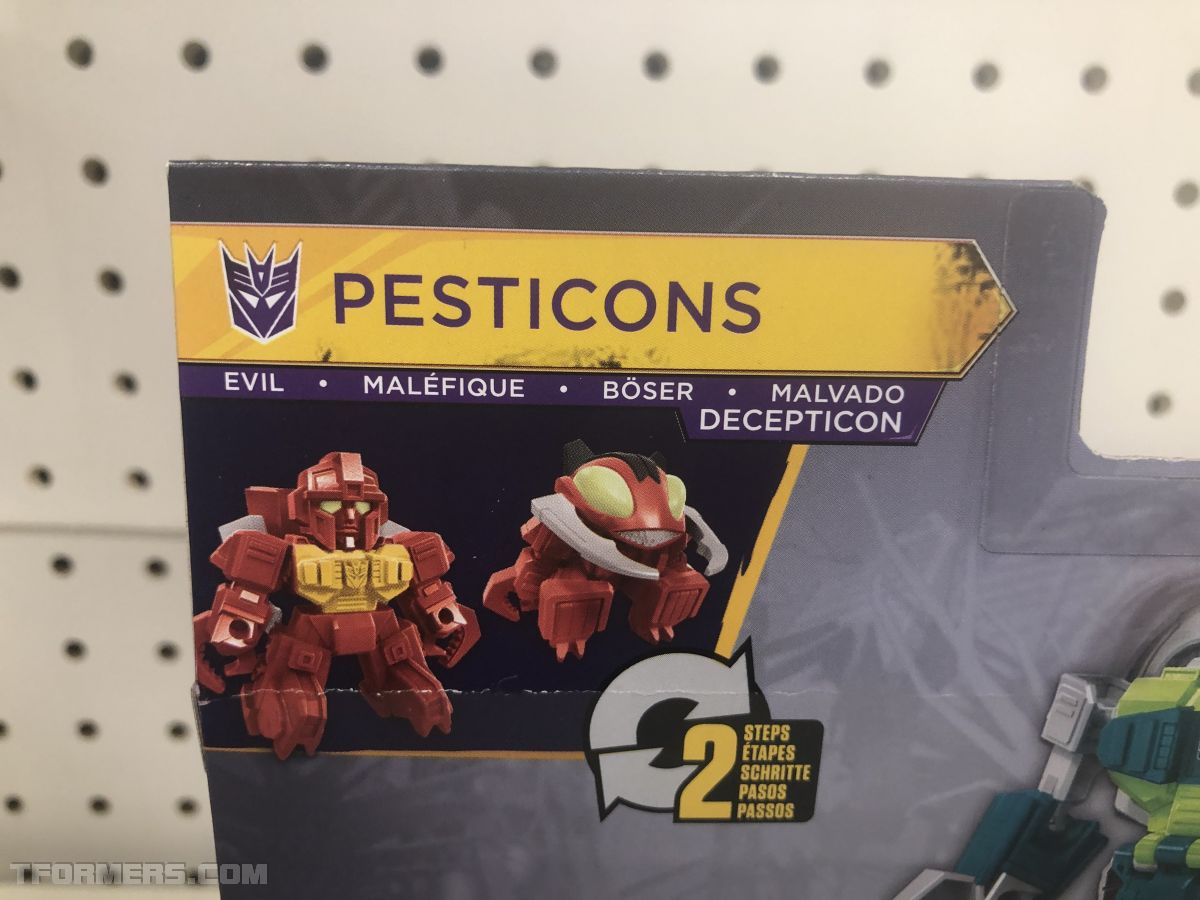 PESTICONS
EVIL • MALÉFIQUE • BÖSER • MALVADO
DECEPTICON
2 STEPS
ÉTAPES
SCHRITTE
PASOS
PASSOS
TFORMERS.COM